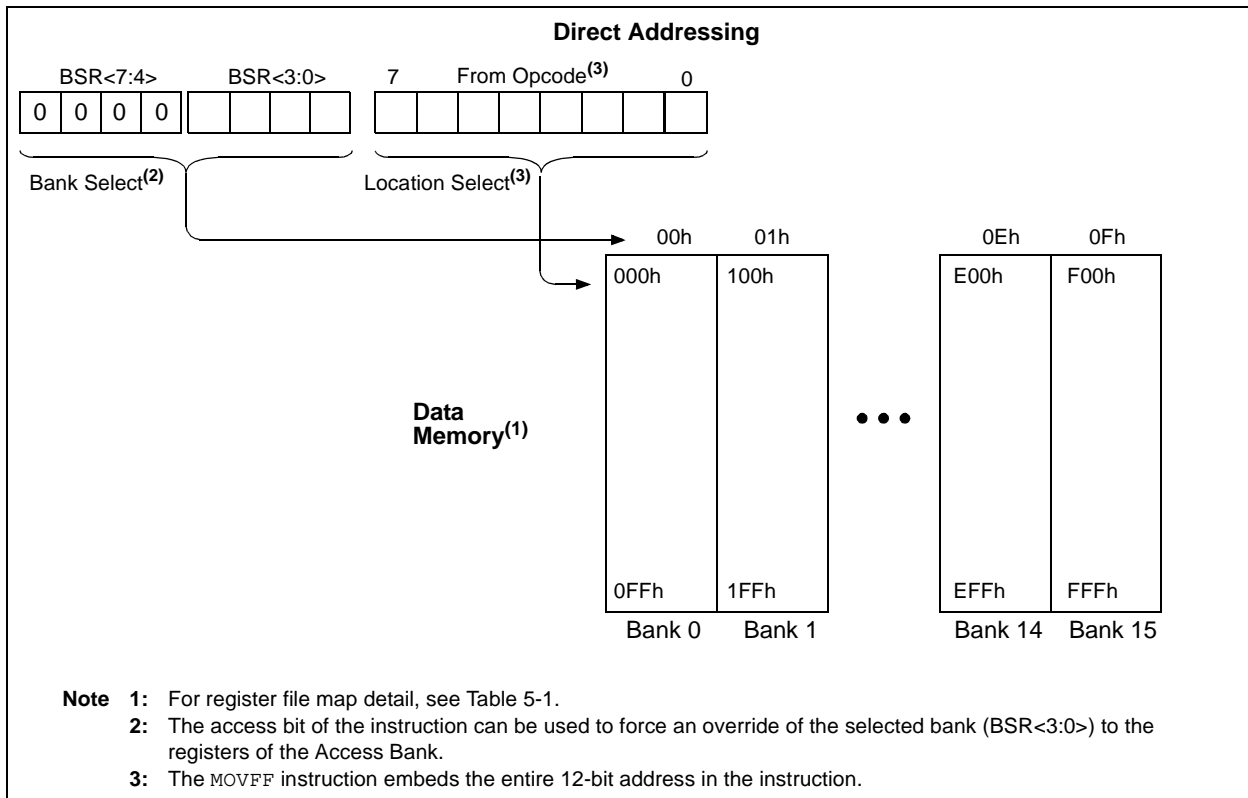 Direct Addressing
BSR<7:4> BSR<3:0> 7 From Opcode(3) 0
0 0 0 0
Bank Select(2) Location Select(3)
00h 01h 0Eh 0Fh
000h 100h E00h F00h
Data
Memory(1)
0FFh 1FFh EFFh FFFh
Bank 0 Bank 1 Bank 14 Bank 15
Note 1: For register file map detail, see Table 5-1.
2: The access bit of the instruction can be used to force an override of the selected bank (BSR<3:0>) to the
registers of the Access Bank.
3: The MOVFF instruction embeds the entire 12-bit address in the instruction.